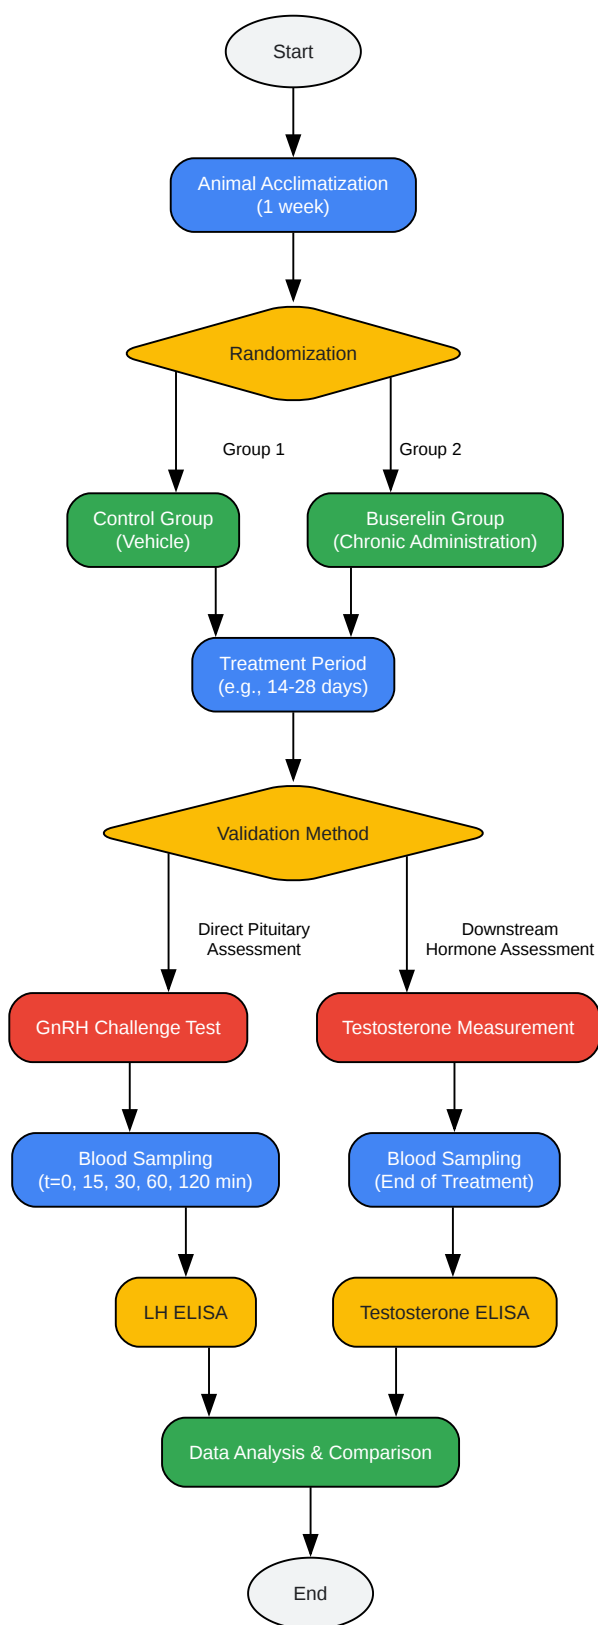 Start
Animal Acclimatization
(1 week)
Randomization
Group 1
Group 2
Control Group
(Vehicle)
Buserelin Group
(Chronic Administration)
Treatment Period
(e.g., 14-28 days)
Validation Method
Direct Pituitary
Assessment
Downstream
Hormone Assessment
GnRH Challenge Test
Testosterone Measurement
Blood Sampling
(t=0, 15, 30, 60, 120 min)
Blood Sampling
(End of Treatment)
LH ELISA
Testosterone ELISA
Data Analysis & Comparison
End